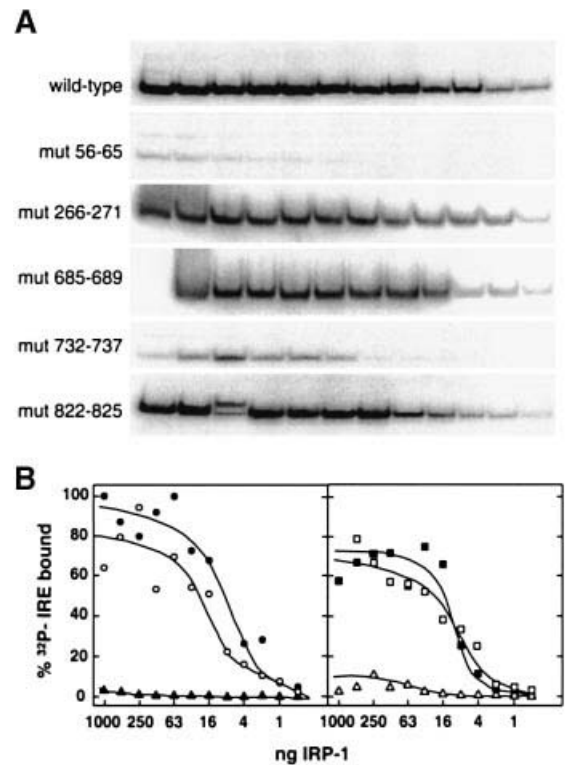 A
wild-type
mut 56-65
mut 266-271
mut 685-689
mut 732-737
mut 822-825
B
% ³²P- IRE bound
100
80
60
40
20
0
1000 250 63 16 4 1 1000 250 63 16 4 1
ng IRP-1